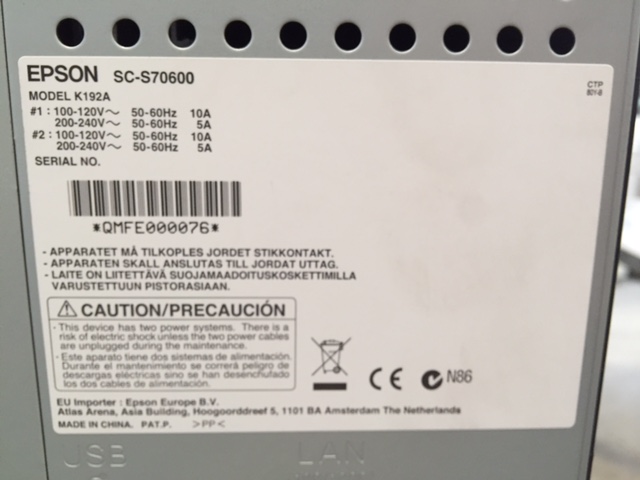 EPSON SC-S70600
CTP
MODEL K192A
#1 : 100-120V～ 50-60Hz 10A
200-240V～ 50-60Hz 5A
#2 : 100-120V～ 50-60Hz 10A
200-240V～ 50-60Hz 5A
SERIAL NO.
*QMFE000076*
- APPARATET MÅ TILKOPLES JORDET STIKKONTAKT.
- APPARATEN SKALL ANSLUTAS TILL JORDAT UTTAG.
- LAITE ON LIITETTÄVÄ SUOJAMAADOITUSKOSKETTIMILLA
VARUSTETTUUN PISTORASIAAN.
CAUTION/PRECAUCIÓN
- This device has two power systems. There is a
risk of electric shock unless the two power cables
are unplugged during the maintenance.
- Este aparato tiene dos sistemas de alimentación.
Durante el mantenimiento se correrá peligro de
descargas eléctricas sino se han desenchufado
los dos cables de alimentación.
CE N86
EU Importer : Epson Europe B.V.
Atlas Arena, Asia Building, Hoogoorddreef 5, 1101 BA Amsterdam The Netherlands
MADE IN CHINA. PAT.P. >PP<
USB LAN